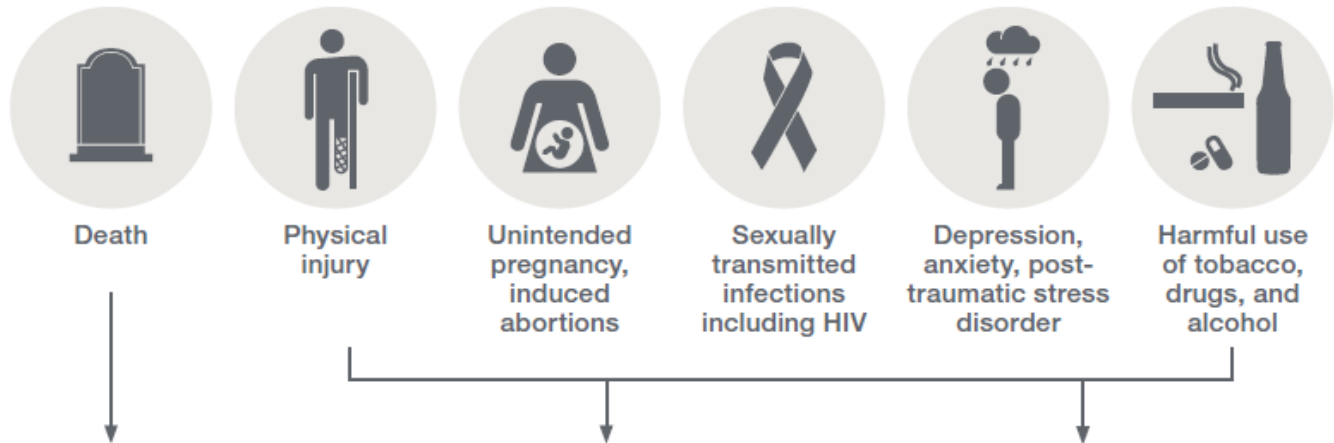 Death
Physical
injury
Unintended
pregnancy,
induced
abortions
Sexually
transmitted
infections
including HIV
Depression,
anxiety, post-
traumatic stress
disorder
Harmful use
of tobacco,
drugs, and
alcohol